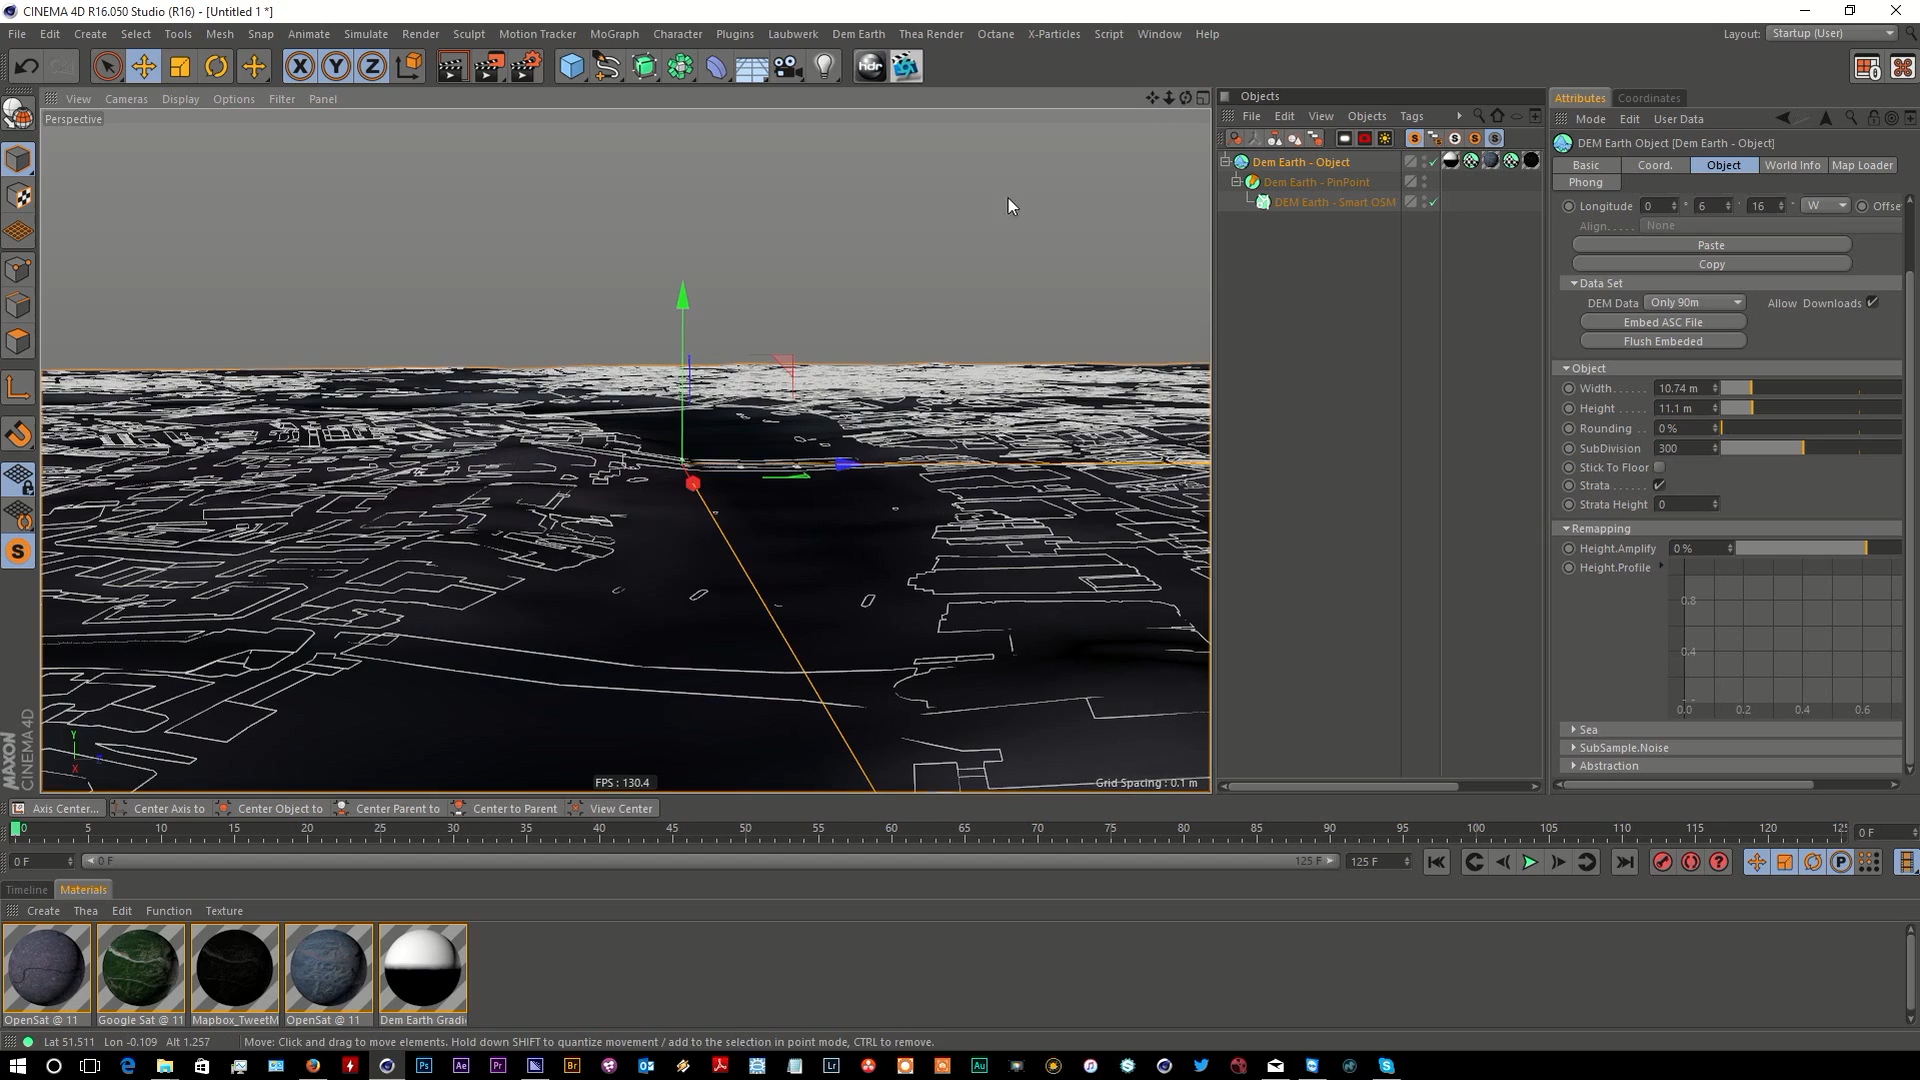 CINEMA 4D R16.050 Studio (R16) - [Untitled 1 *]
File Edit Create Select Tools Mesh Snap Animate Simulate Render Sculpt Motion Tracker MoGraph Character Plugins Laubwerk Dem Earth Thea Render Octane X-Particles Script Window Help
Layout: Startup (User)
X Y Z hdr
View Cameras Display Options Filter Panel
Perspective
Objects
File Edit View Objects Tags
Dem Earth - Object
Dem Earth - PinPoint
DEM Earth - Smart OSM
Attributes Coordinates
Mode Edit User Data
DEM Earth Object [Dem Earth - Object]
Basic Coord. Object World Info Map Loader
Phong
Longitude 0 ° 6 ' 16 " W Offse
Align..... None
Paste
Copy
Data Set
DEM Data Only 90m Allow Downloads
Embed ASC File
Flush Embeded
Object
Width...... 10.74 m
Height ..... 11.1 m
Rounding .. 0 %
SubDivision 300
Stick To Floor
Strata ......
Strata Height 0
Remapping
Height.Amplify 0 %
Height.Profile
0.8
0.4
0.0 0.2 0.4 0.6
Sea
SubSample.Noise
Abstraction
MAXON
CINEMA 4D
Y
X
FPS : 130.4
Grid Spacing : 0.1 m
Axis Center... Center Axis to Center Object to Center Parent to Center to Parent View Center
0 5 10 15 20 25 30 35 40 45 50 55 60 65 70 75 80 85 90 95 100 105 110 115 120 12
0 F
0 F 0 F 125 F 125 F
Timeline Materials
Create Thea Edit Function Texture
OpenSat @ 11 Google Sat @ 11 Mapbox_TweetM OpenSat @ 11 Dem Earth Gradi
Lat 51.511 Lon -0.109 Alt 1.257 Move: Click and drag to move elements. Hold down SHIFT to quantize movement / add to the selection in point mode, CTRL to remove.
Ps Ae Pr Br Lr Au